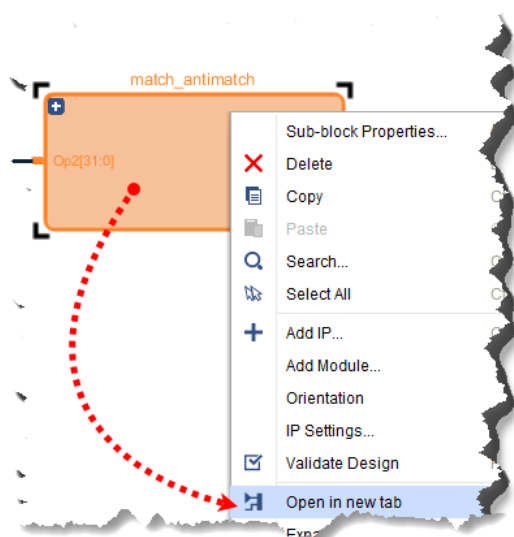 match_antimatch
Op2[31:0]
Sub-block Properties...
Delete
Copy
Paste
Search...
Select All
Add IP...
Add Module...
Orientation
IP Settings...
Validate Design
Open in new tab